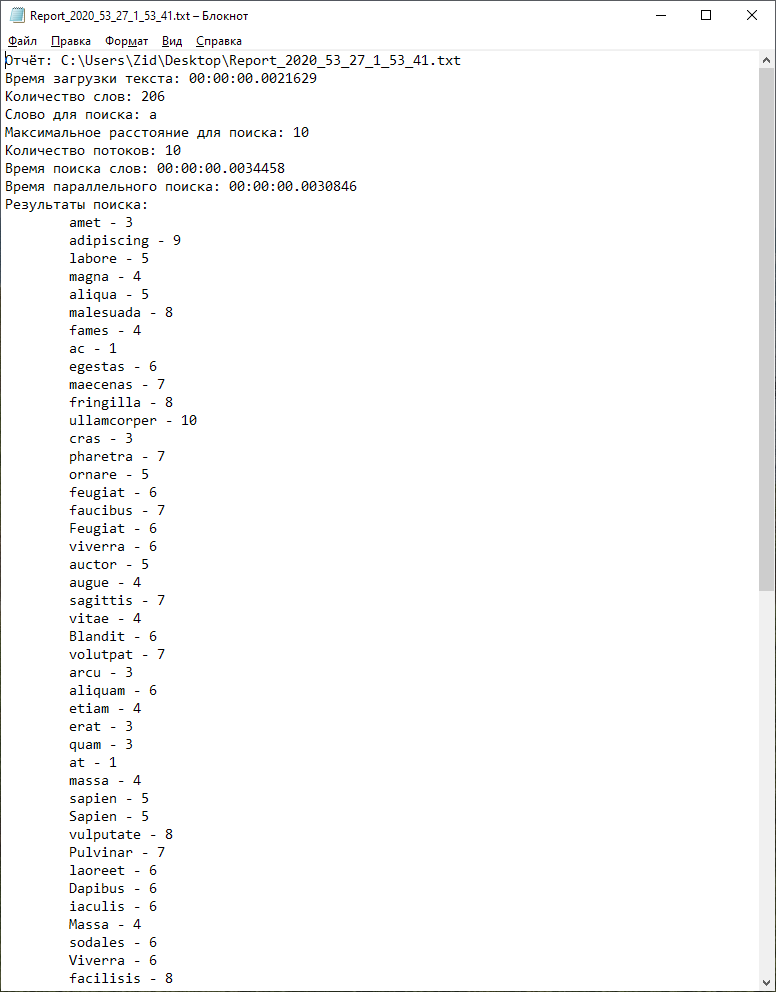 Report_2020_53_27_1_53_41.txt – Блокнот
Файл Правка Формат Вид Справка
Отчёт: C:\Users\Zid\Desktop\Report_2020_53_27_1_53_41.txt
Время загрузки текста: 00:00:00.0021629
Количество слов: 206
Слово для поиска: a
Максимальное расстояние для поиска: 10
Количество потоков: 10
Время поиска слов: 00:00:00.0034458
Время параллельного поиска: 00:00:00.0030846
Результаты поиска:
amet - 3
adipiscing - 9
labore - 5
magna - 4
aliqua - 5
malesuada - 8
fames - 4
ac - 1
egestas - 6
maecenas - 7
fringilla - 8
ullamcorper - 10
cras - 3
pharetra - 7
ornare - 5
feugiat - 6
faucibus - 7
Feugiat - 6
viverra - 6
auctor - 5
augue - 4
sagittis - 7
vitae - 4
Blandit - 6
volutpat - 7
arcu - 3
aliquam - 6
etiam - 4
erat - 3
quam - 3
at - 1
massa - 4
sapien - 5
Sapien - 5
vulputate - 8
Pulvinar - 7
laoreet - 6
Dapibus - 6
iaculis - 6
Massa - 4
sodales - 6
Viverra - 6
facilisis - 8